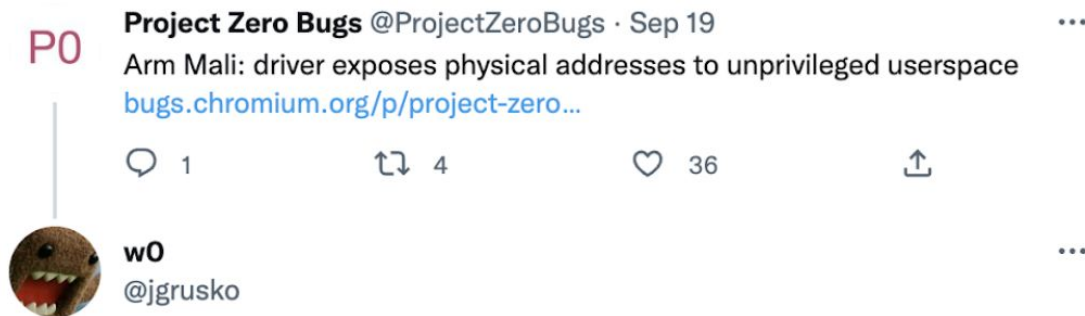 P0
Project Zero Bugs @ProjectZeroBugs · Sep 19
Arm Mali: driver exposes physical addresses to unprivileged userspace
bugs.chromium.org/p/project-zero...
1 4 36
w0
@jgrusko